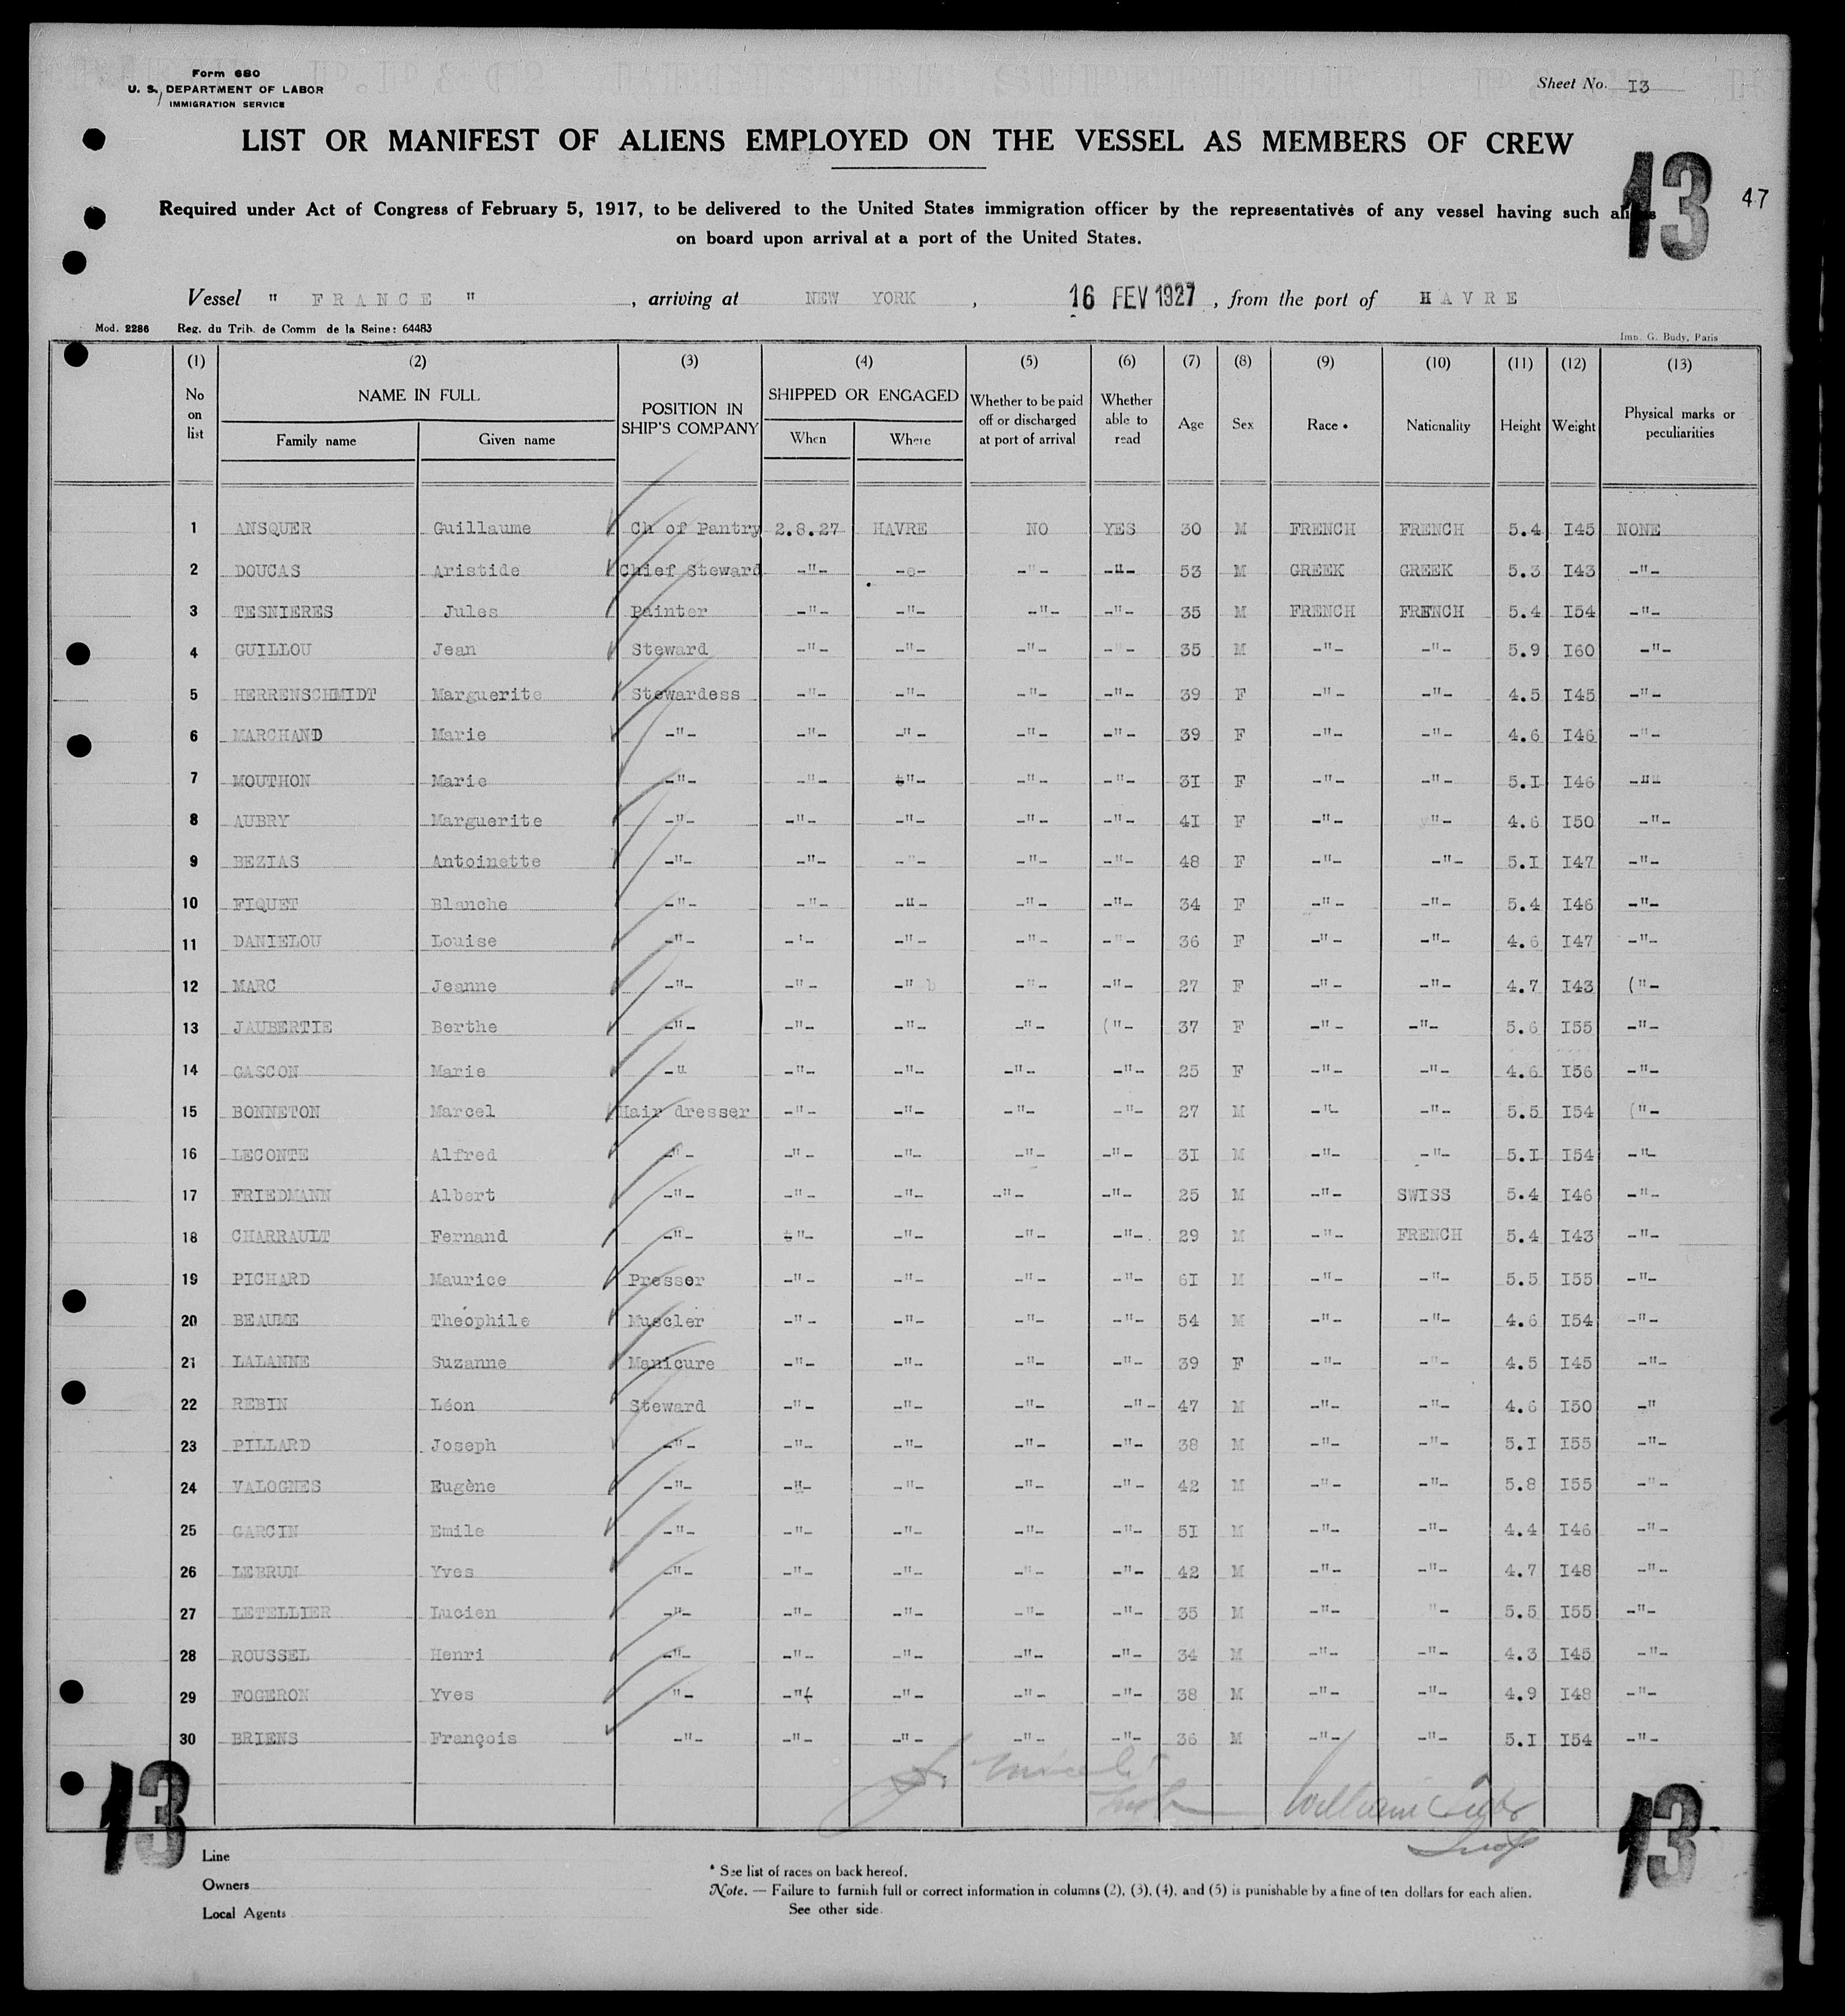 Form 680
U. S. DEPARTMENT OF LABOR
IMMIGRATION SERVICE
Sheet No. I3
LIST OR MANIFEST OF ALIENS EMPLOYED ON THE VESSEL AS MEMBERS OF CREW
13
47
Required under Act of Congress of February 5, 1917, to be delivered to the United States immigration officer by the representatives of any vessel having such aliens
on board upon arrival at a port of the United States.
Vessel " FRANCE " , arriving at NEW YORK , 16 FEV 1927 , from the port of HAVRE
Mod. 2286 Reg. du Trib. de Comm de la Seine: 64483
Imp. G. Budy, Paris
(1) (2) (3) (4) (5) (6) (7) (8) (9) (10) (11) (12) (13)
No on list NAME IN FULL Family name Given name POSITION IN SHIP'S COMPANY SHIPPED OR ENGAGED When Where Whether to be paid off or discharged at port of arrival Whether able to read Age Sex Race * Nationality Height Weight Physical marks or peculiarities
1 ANSQUER Guillaume Ch of Pantry 2.8.27 HAVRE NO YES 30 M FRENCH FRENCH 5.4 I45 NONE
2 DOUCAS Aristide Chief Steward -"- -e- -"- -"- 53 M GREEK GREEK 5.3 I43 -"-
3 TESNIERES Jules Painter -"- -"- -"- -"- 35 M FRENCH FRENCH 5.4 I54 -"-
4 GUILLOU Jean Steward -"- -"- -"- -"- 35 M -"- -"- 5.9 I60 -"-
5 HERRENSCHMIDT Marguerite Stewardess -"- -"- -"- -"- 39 F -"- -"- 4.5 I45 -"-
6 MARCHAND Marie -"- -"- -"- -"- -"- 39 F -"- -"- 4.6 I46 -"-
7 MOUTHON Marie -"- -"- t"- -"- -"- 3I F -"- -"- 5.I I46 -""
8 AUBRY Marguerite -"- -"- -"- -"- -"- 4I F -"- "- 4.6 I50 -"-
9 BEZIAS Antoinette -"- -"- -"- -"- -"- 48 F -"- -"- 5.I I47 -"-
10 FIQUET Blanche -"- -"- -"- -"- -"- 34 F -"- -"- 5.4 I46 -"-
11 DANIELOU Louise -"- -'- -"- -"- -"- 36 F -"- -"- 4.6 I47 -"-
12 MARC Jeanne -"- -"- -" b -"- -"- 27 F -"- -"- 4.7 I43 ("-
13 JAUBERTIE Berthe -"- -"- -"- -"- ("- 37 F -"- -"- 5.6 I55 -"-
14 GASCON Marie -" -"- -"- -"- -"- 25 F -"- -"- 4.6 I56 -"-
15 BONNETON Marcel Hair dresser -"- -"- -"- -"- 27 M -"- -"- 5.5 I54 ("-
16 LECONTE Alfred -"- -"- -"- -"- -"- 3I M -"- -"- 5.I I54 -"-
17 FRIEDMANN Albert -"- -"- -"- -"- -"- 25 M -"- SWISS 5.4 I46 -"-
18 CHARRAULT Fernand -"- t"- -"- -"- -"- 29 M -"- FRENCH 5.4 I43 -"-
19 PICHARD Maurice Presser -"- -"- -"- -"- 6I M -"- -"- 5.5 I55 -"-
20 BEAUME Théophile Muscler -"- -"- -"- -"- 54 M -"- -"- 4.6 I54 -"-
21 LALANNE Suzanne Manicure -"- -"- -"- -"- 39 F -"- -"- 4.5 I45 -"-
22 REBIN Léon Steward -"- -"- -"- -"- 47 M -"- -"- 4.6 I50 -"
23 PILLARD Joseph -"- -"- -"- -"- -"- 38 M -"- -"- 5.I I55 -"-
24 VALOGNES Eugène -"- -"- -"- -"- -"- 42 M -"- -"- 5.8 I55 -"-
25 GARCIN Emile -"- -"- -"- -"- -"- 5I M -"- -"- 4.4 I46 -"-
26 LEBRUN Yves -"- -"- -"- -"- -"- 42 M -"- -"- 4.7 I48 -"-
27 LETELLIER Lucien -"- -"- -"- -"- -"- 35 M -"- "- 5.5 I55 -"-
28 ROUSSEL Henri -"- -"- -"- -"- -"- 34 M -"- -"- 4.3 I45 -"-
29 FOGERON Yves "- -"( -"- -"- -"- 38 M -"- -"- 4.9 I48 -"-
30 BRIENS François -"- -"- -"- -"- -"- 36 M -"- -"- 5.I I54 -"-
William
13
13
Line
Owners
Local Agents
* See list of races on back hereof.
Note. — Failure to furnish full or correct information in columns (2), (3), (4), and (5) is punishable by a fine of ten dollars for each alien.
See other side.